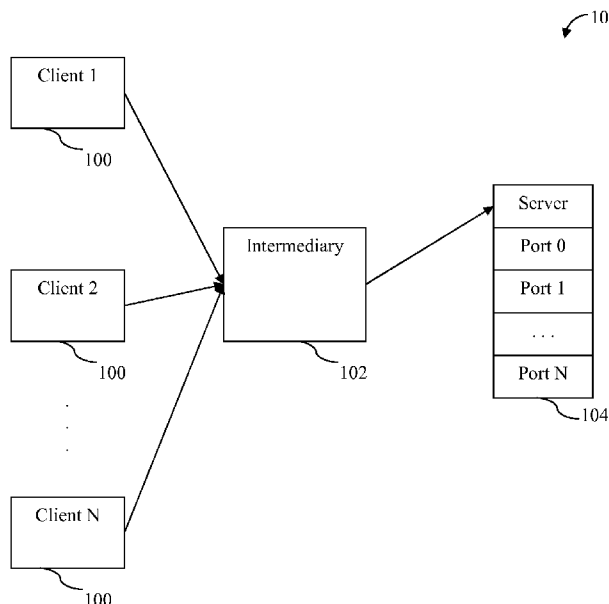 10
Client 1
100
Server
Intermediary
Port 0
Client 2
Port 1
. . .
100
102
Port N
104
.
.
.
Client N
100